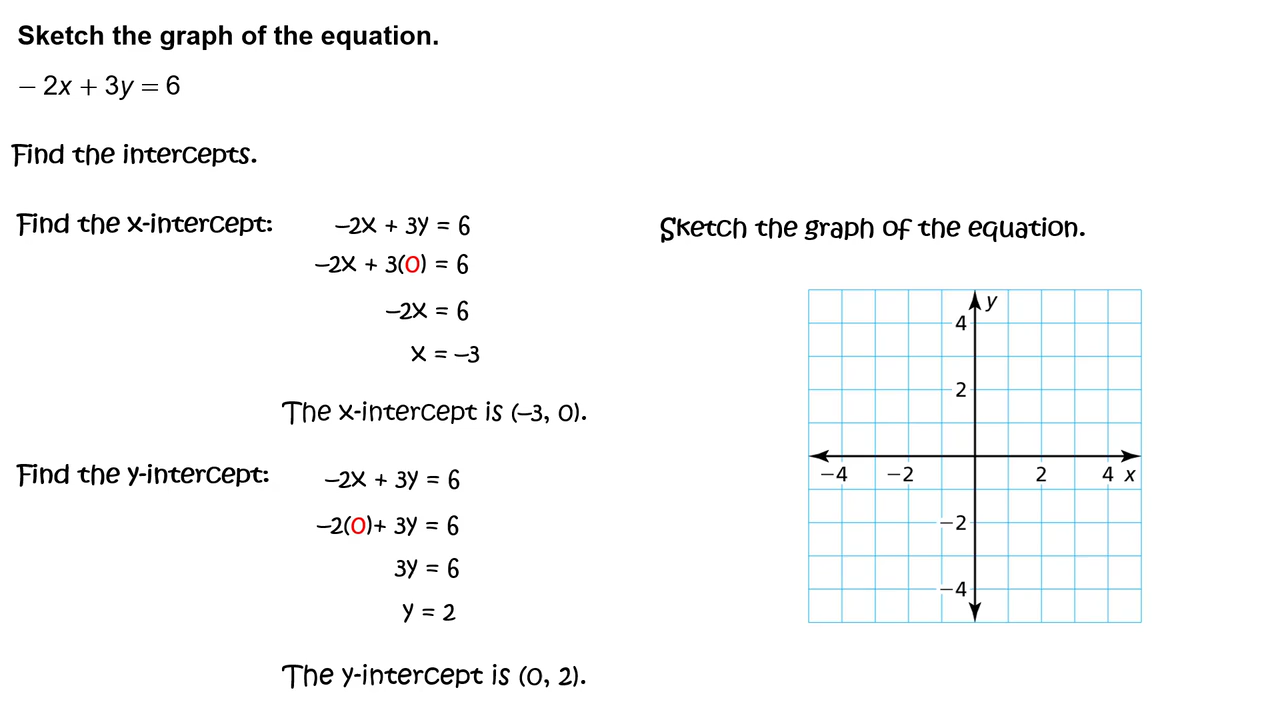 Sketch the graph of the equation.
− 2x + 3y = 6
Find the intercepts.
Find the x-intercept:
−2x + 3y = 6
−2x + 3(0) = 6
−2x = 6
x = −3
The x-intercept is (−3, 0).
Find the y-intercept:
−2x + 3y = 6
−2(0)+ 3y = 6
3y = 6
y = 2
The y-intercept is (0, 2).
Sketch the graph of the equation.
y
4
2
−4 −2 2 4 x
−2
−4